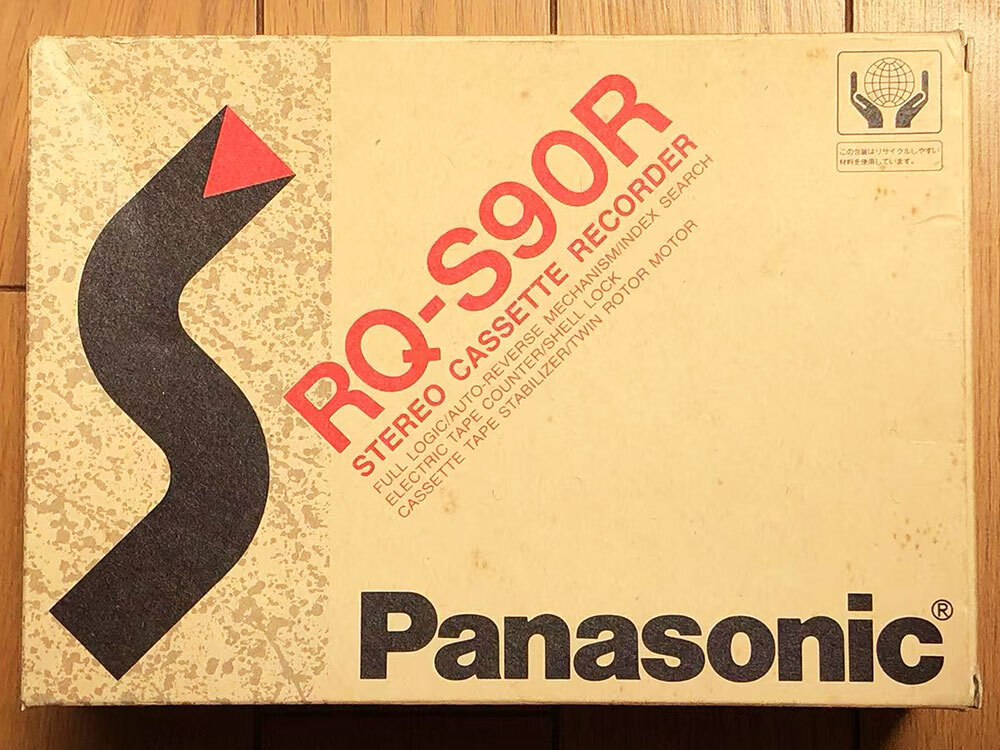 RQ-S90R
STEREO CASSETTE RECORDER
FULL LOGIC/AUTO-REVERSE MECHANISM/INDEX SEARCH
ELECTRIC TAPE COUNTER/SHELL LOCK
CASSETTE TAPE STABILIZER/TWIN ROTOR MOTOR
この包装はリサイクルしやすい
材料を使用しています。
Panasonic®